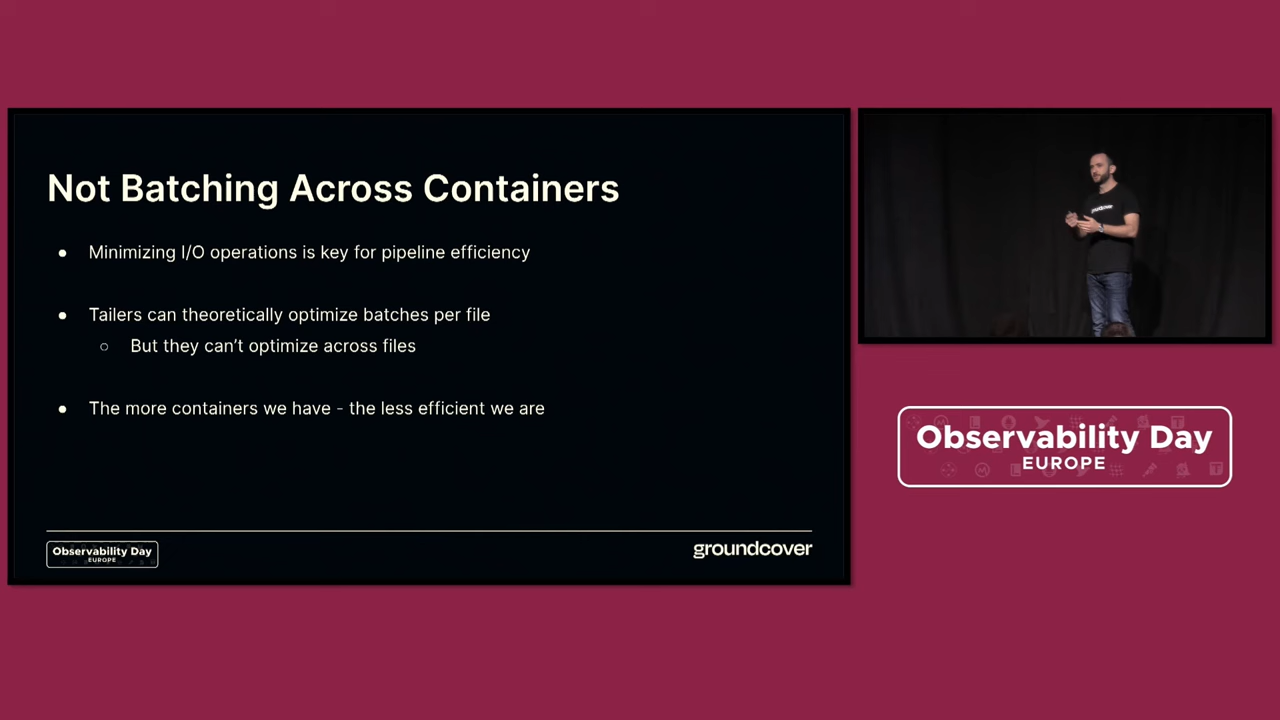 Not Batching Across Containers
Minimizing I/O operations is key for pipeline efficiency
Tailers can theoretically optimize batches per file
But they can't optimize across files
The more containers we have - the less efficient we are
Observability Day
EUROPE
groundcover
groundcover
Observability Day
EUROPE